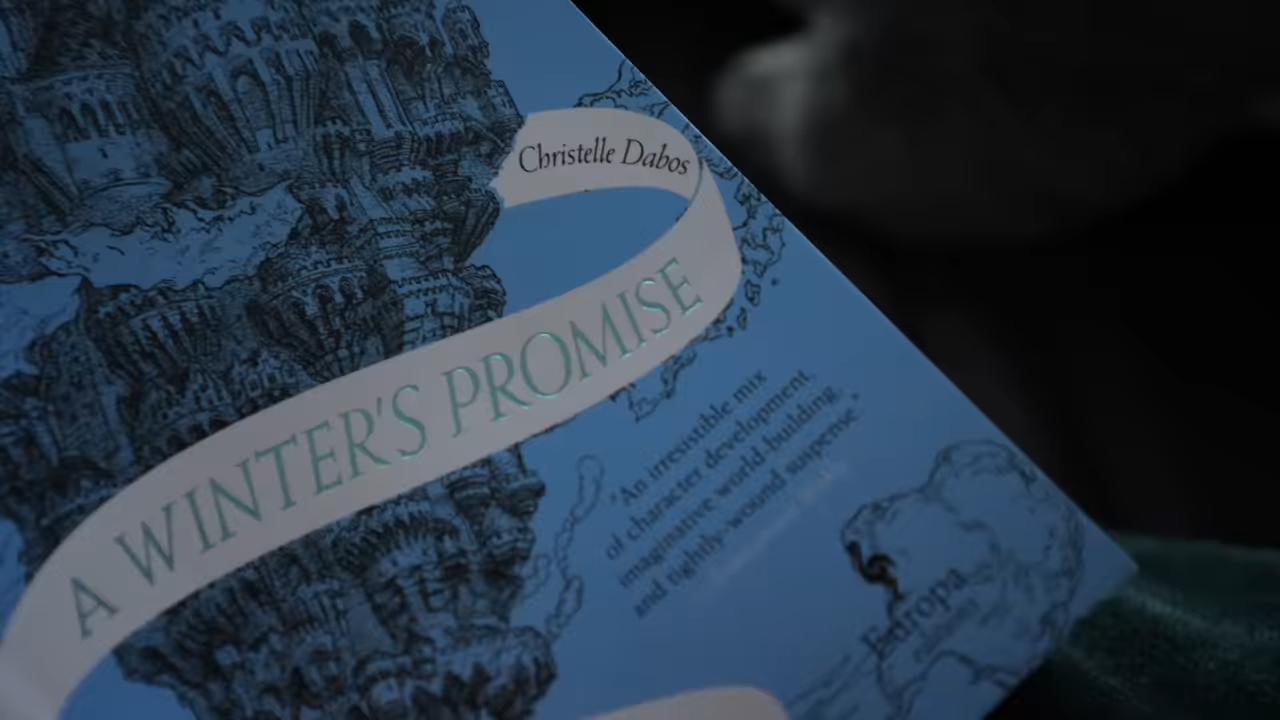 Christelle Dabos
A WINTER'S PROMISE
"An irresistible mix
of character development,
imaginative world-building,
and tightly-wound suspense."
Europa